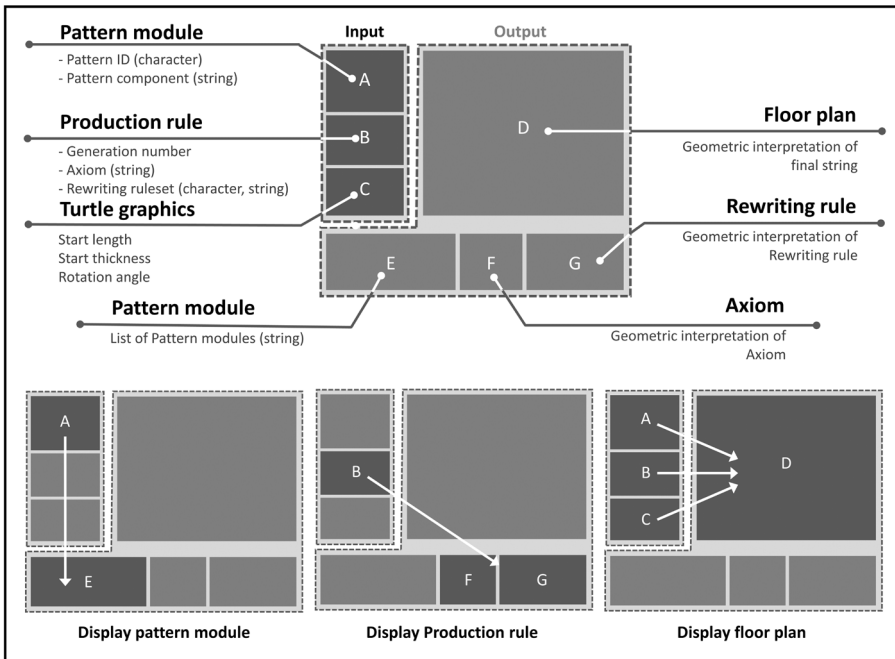 Pattern module
- Pattern ID (character)
- Pattern component (string)
Production rule
- Generation number
- Axiom (string)
- Rewriting ruleset (character, string)
Turtle graphics
Start length
Start thickness
Rotation angle
Pattern module
List of Pattern modules (string)
Input
Output
A
B
C
D
E
F
G
Floor plan
Geometric interpretation of
final string
Rewriting rule
Geometric interpretation of
Rewriting rule
Axiom
Geometric interpretation of
Axiom
A
E
Display pattern module
B
F
G
Display Production rule
A
B
C
D
Display floor plan